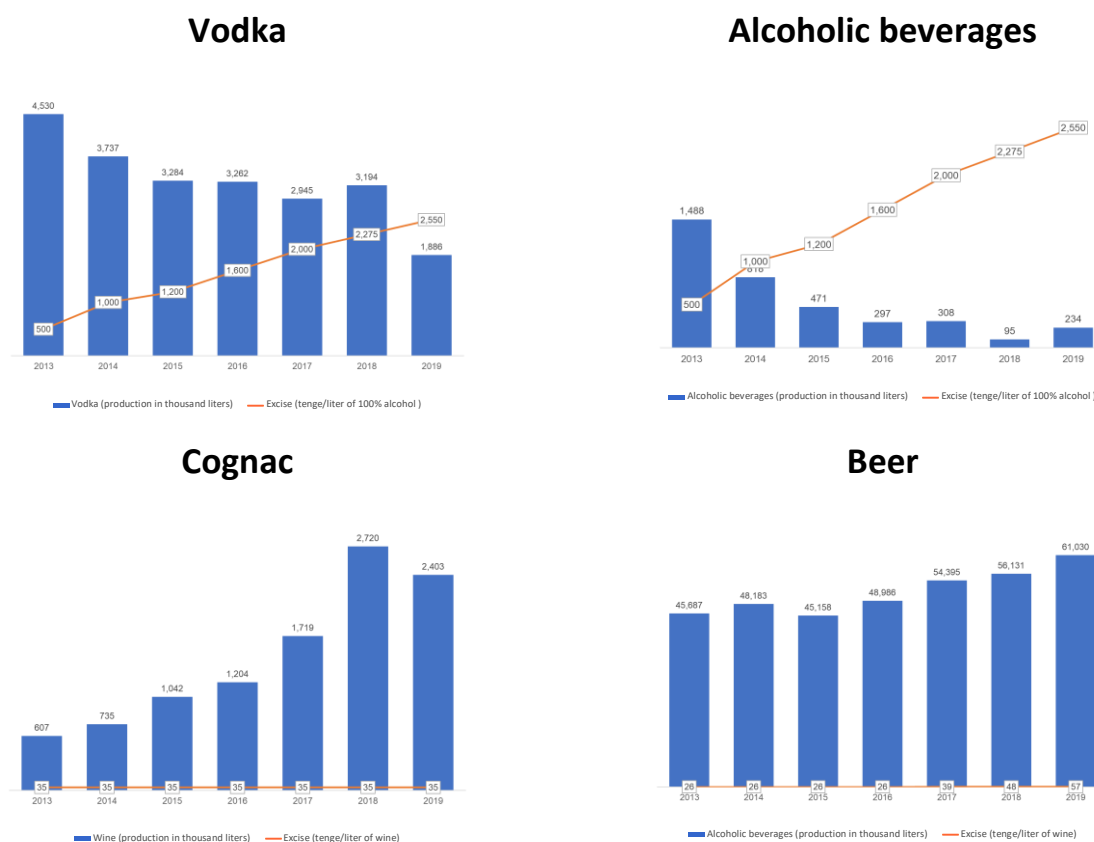 Vodka
4,530
3,737
3,284
3,262
2,945
3,194
1,886
500
1,000
1,200
1,600
2,000
2,275
2,550
2013 2014 2015 2016 2017 2018 2019
Vodka (production in thousand liters) Excise (tenge/liter of 100% alcohol )
Alcoholic beverages
1,488
471
297
308
95
234
500
1,000
1,200
1,600
2,000
2,275
2,550
2013 2014 2015 2016 2017 2018 2019
Alcoholic beverages (production in thousand liters) Excise (tenge/liter of 100% alcohol )
Cognac
607
735
1,042
1,204
1,719
2,720
2,403
35 35 35 35 35 35 35
2013 2014 2015 2016 2017 2018 2019
Wine (production in thousand liters) Excise (tenge/liter of wine)
Beer
45,687
48,183
45,158
48,986
54,395
56,131
61,030
26 26 26 26 39 48 57
2013 2014 2015 2016 2017 2018 2019
Alcoholic beverages (production in thousand liters) Excise (tenge/liter of wine)